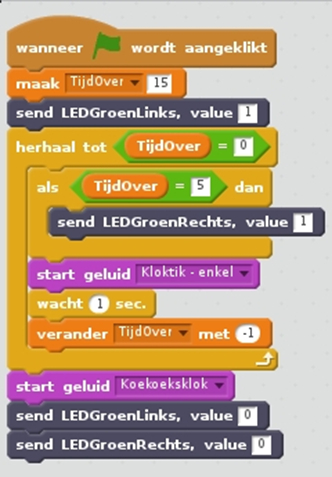 wanneer wordt aangeklikt
maak TijdOver 15
send LEDGroenLinks, value 1
herhaal tot TijdOver = 0
als TijdOver = 5 dan
send LEDGroenRechts, value 1
start geluid Kloktik - enkel
wacht 1 sec.
verander TijdOver met -1
start geluid Koekoeksklok
send LEDGroenLinks, value 0
send LEDGroenRechts, value 0